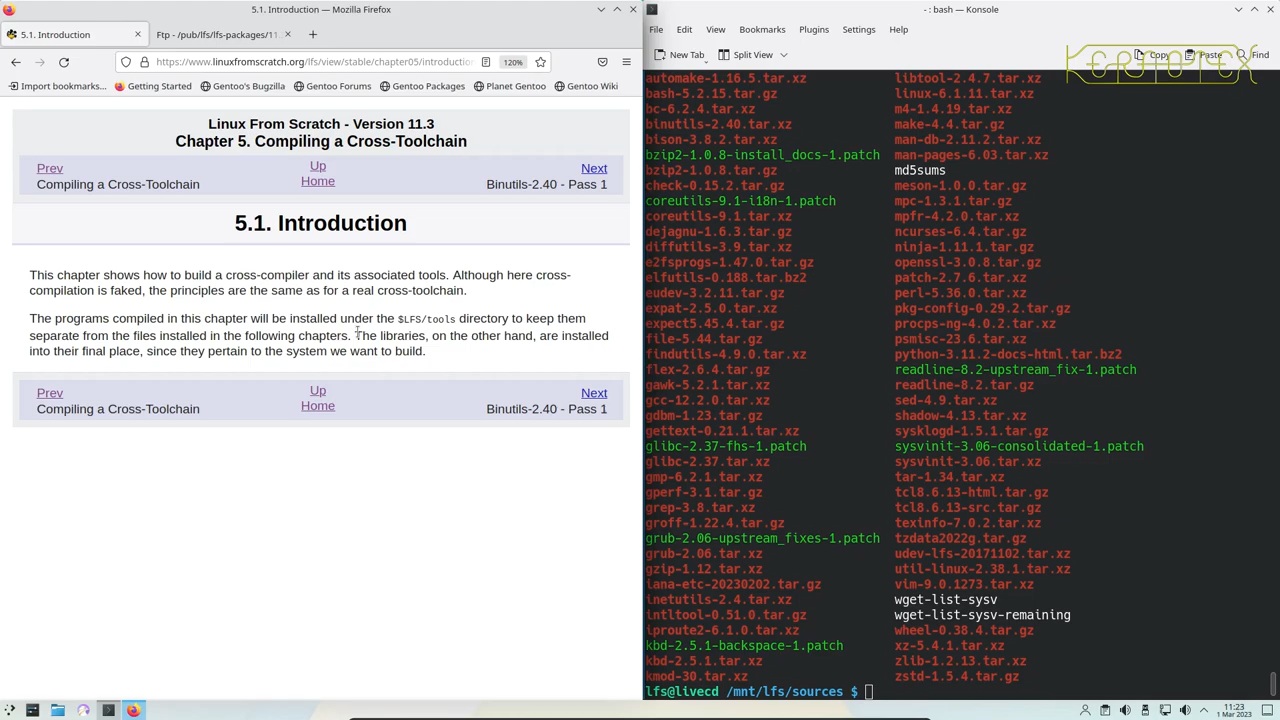 5.1. Introduction — Mozilla Firefox
5.1. Introduction
Ftp - /pub/lfs/lfs-packages/11.
https://www.linuxfromscratch.org/lfs/view/stable/chapter05/introduction
120%
Import bookmarks...
Getting Started
Gentoo's Bugzilla
Gentoo Forums
Gentoo Packages
Planet Gentoo
Gentoo Wiki
Linux From Scratch - Version 11.3
Chapter 5. Compiling a Cross-Toolchain
Prev
Up
Next
Compiling a Cross-Toolchain
Home
Binutils-2.40 - Pass 1
5.1. Introduction
This chapter shows how to build a cross-compiler and its associated tools. Although here cross-
compilation is faked, the principles are the same as for a real cross-toolchain.
The programs compiled in this chapter will be installed under the $LFS/tools directory to keep them
separate from the files installed in the following chapters. The libraries, on the other hand, are installed
into their final place, since they pertain to the system we want to build.
Prev
Up
Next
Compiling a Cross-Toolchain
Home
Binutils-2.40 - Pass 1
- : bash — Konsole
File Edit View Bookmarks Plugins Settings Help
New Tab Split View Copy Paste Find
KERNOTEX
automake-1.16.5.tar.xz libtool-2.4.7.tar.xz
bash-5.2.15.tar.gz linux-6.1.11.tar.xz
bc-6.2.4.tar.xz m4-1.4.19.tar.xz
binutils-2.40.tar.xz make-4.4.tar.gz
bison-3.8.2.tar.xz man-db-2.11.2.tar.xz
bzip2-1.0.8-install_docs-1.patch man-pages-6.03.tar.xz
bzip2-1.0.8.tar.gz md5sums
check-0.15.2.tar.gz meson-1.0.0.tar.gz
coreutils-9.1-i18n-1.patch mpc-1.3.1.tar.gz
coreutils-9.1.tar.xz mpfr-4.2.0.tar.xz
dejagnu-1.6.3.tar.gz ncurses-6.4.tar.gz
diffutils-3.9.tar.xz ninja-1.11.1.tar.gz
e2fsprogs-1.47.0.tar.gz openssl-3.0.8.tar.gz
elfutils-0.188.tar.bz2 patch-2.7.6.tar.xz
eudev-3.2.11.tar.gz perl-5.36.0.tar.xz
expat-2.5.0.tar.xz pkg-config-0.29.2.tar.gz
expect5.45.4.tar.gz procps-ng-4.0.2.tar.xz
file-5.44.tar.gz psmisc-23.6.tar.xz
findutils-4.9.0.tar.xz python-3.11.2-docs-html.tar.bz2
flex-2.6.4.tar.gz readline-8.2-upstream_fix-1.patch
gawk-5.2.1.tar.xz readline-8.2.tar.gz
gcc-12.2.0.tar.xz sed-4.9.tar.xz
gdbm-1.23.tar.gz shadow-4.13.tar.xz
gettext-0.21.1.tar.xz sysklogd-1.5.1.tar.gz
glibc-2.37-fhs-1.patch sysvinit-3.06-consolidated-1.patch
glibc-2.37.tar.xz sysvinit-3.06.tar.xz
gmp-6.2.1.tar.xz tar-1.34.tar.xz
gperf-3.1.tar.gz tcl8.6.13-html.tar.gz
grep-3.8.tar.xz tcl8.6.13-src.tar.gz
groff-1.22.4.tar.gz texinfo-7.0.2.tar.xz
grub-2.06-upstream_fixes-1.patch tzdata2022g.tar.gz
grub-2.06.tar.xz udev-lfs-20171102.tar.xz
gzip-1.12.tar.xz util-linux-2.38.1.tar.xz
iana-etc-20230202.tar.gz vim-9.0.1273.tar.xz
inetutils-2.4.tar.xz wget-list-sysv
intltool-0.51.0.tar.gz wget-list-sysv-remaining
iproute2-6.1.0.tar.xz wheel-0.38.4.tar.gz
kbd-2.5.1-backspace-1.patch xz-5.4.1.tar.xz
kbd-2.5.1.tar.xz zlib-1.2.13.tar.xz
kmod-30.tar.xz zstd-1.5.4.tar.gz
lfs@livecd /mnt/lfs/sources $
11:23
1 Mar 2023